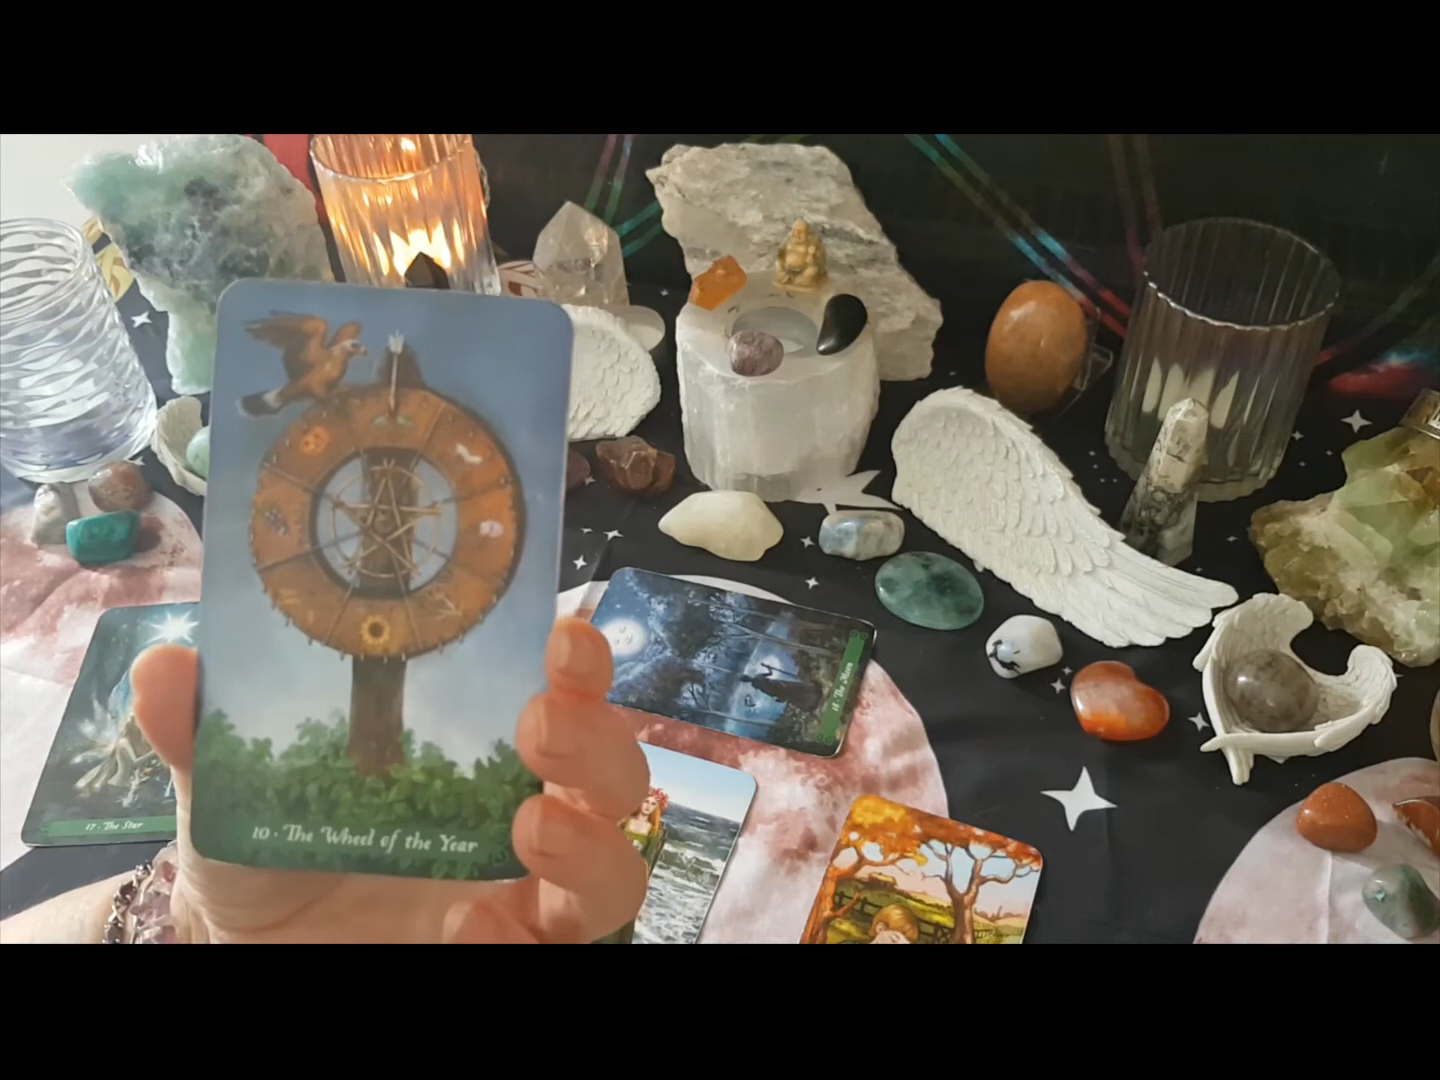 10 · The Wheel of the Year
17 · The Star
18 · The Moon